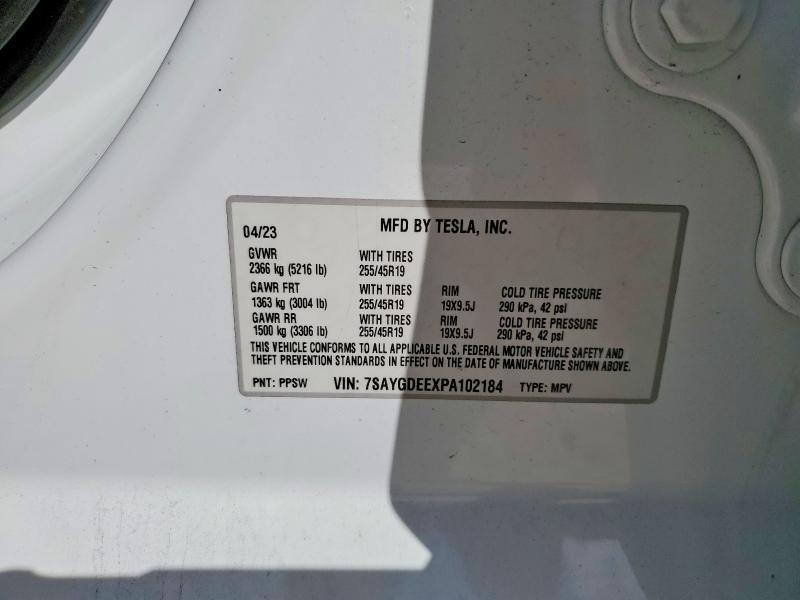 04/23 MFD BY TESLA, INC.
GVWR WITH TIRES
2366 kg (5216 lb) 255/45R19
GAWR FRT WITH TIRES RIM COLD TIRE PRESSURE
1363 kg (3004 lb) 255/45R19 19X9.5J 290 kPa, 42 psi
GAWR RR WITH TIRES RIM COLD TIRE PRESSURE
1500 kg (3306 lb) 255/45R19 19X9.5J 290 kPa, 42 psi
THIS VEHICLE CONFORMS TO ALL APPLICABLE U.S. FEDERAL MOTOR VEHICLE SAFETY AND
THEFT PREVENTION STANDARDS IN EFFECT ON THE DATE OF MANUFACTURE SHOWN ABOVE.
PNT: PPSW VIN: 7SAYGDEEXPA102184 TYPE: MPV